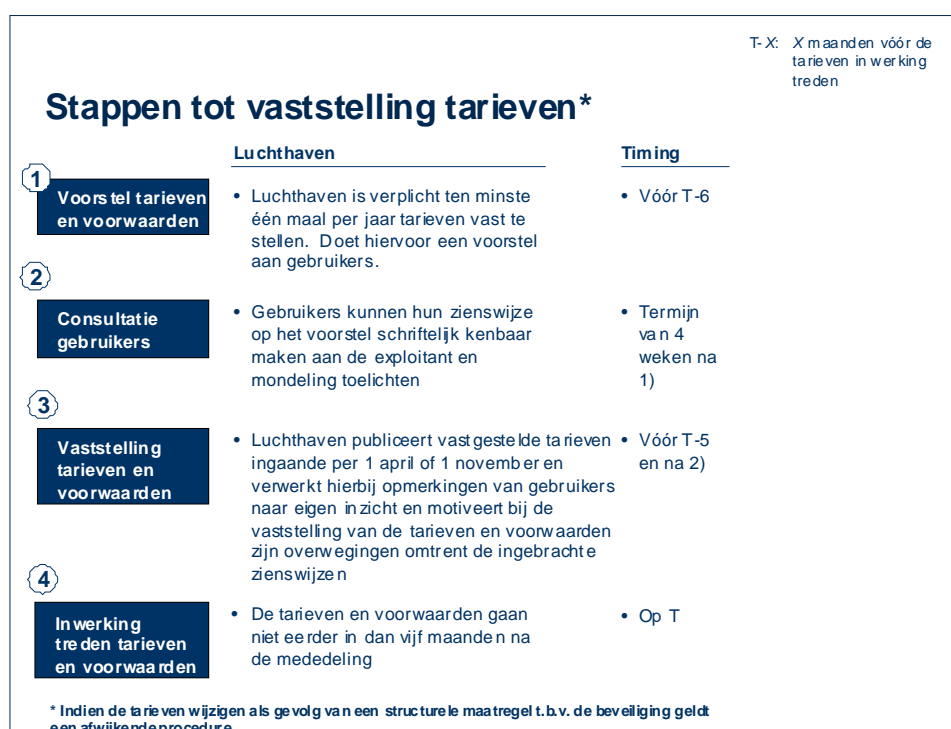 T-X: X maanden vóór de
tarieven in werking
treden
Stappen tot vaststelling tarieven*
Luchthaven
Timing
1
Voorstel tarieven
en voorwaarden
• Luchthaven is verplicht ten minste
één maal per jaar tarieven vast te
stellen. Doet hiervoor een voorstel
aan gebruikers.
• Vóór T-6
2
Consultatie
gebruikers
• Gebruikers kunnen hun zienswijze
op het voorstel schriftelijk kenbaar
maken aan de exploitant en
mondeling toelichten
• Termijn
van 4
weken na
1)
3
Vaststelling
tarieven en
voorwaarden
• Luchthaven publiceert vastgestelde tarieven
ingaande per 1 april of 1 november en
verwerkt hierbij opmerkingen van gebruikers
naar eigen inzicht en motiveert bij de
vaststelling van de tarieven en voorwaarden
zijn overwegingen omtrent de ingebrachte
zienswijzen
• Vóór T-5
en na 2)
4
Inwerking
treden tarieven
en voorwaarden
• De tarieven en voorwaarden gaan
niet eerder in dan vijf maanden na
de mededeling
• Op T
* Indien de tarieven wijzigen als gevolg van een structurele maatregel t.b.v. de beveiliging geldt
een afwijkende procedure